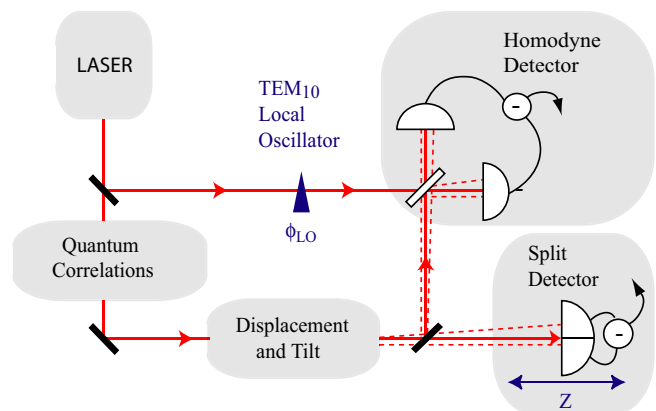 LASER
TEM10
Local
Oscillator
ϕLO
Homodyne
Detector
-
Quantum
Correlations
Displacement
and Tilt
Split
Detector
-
Z